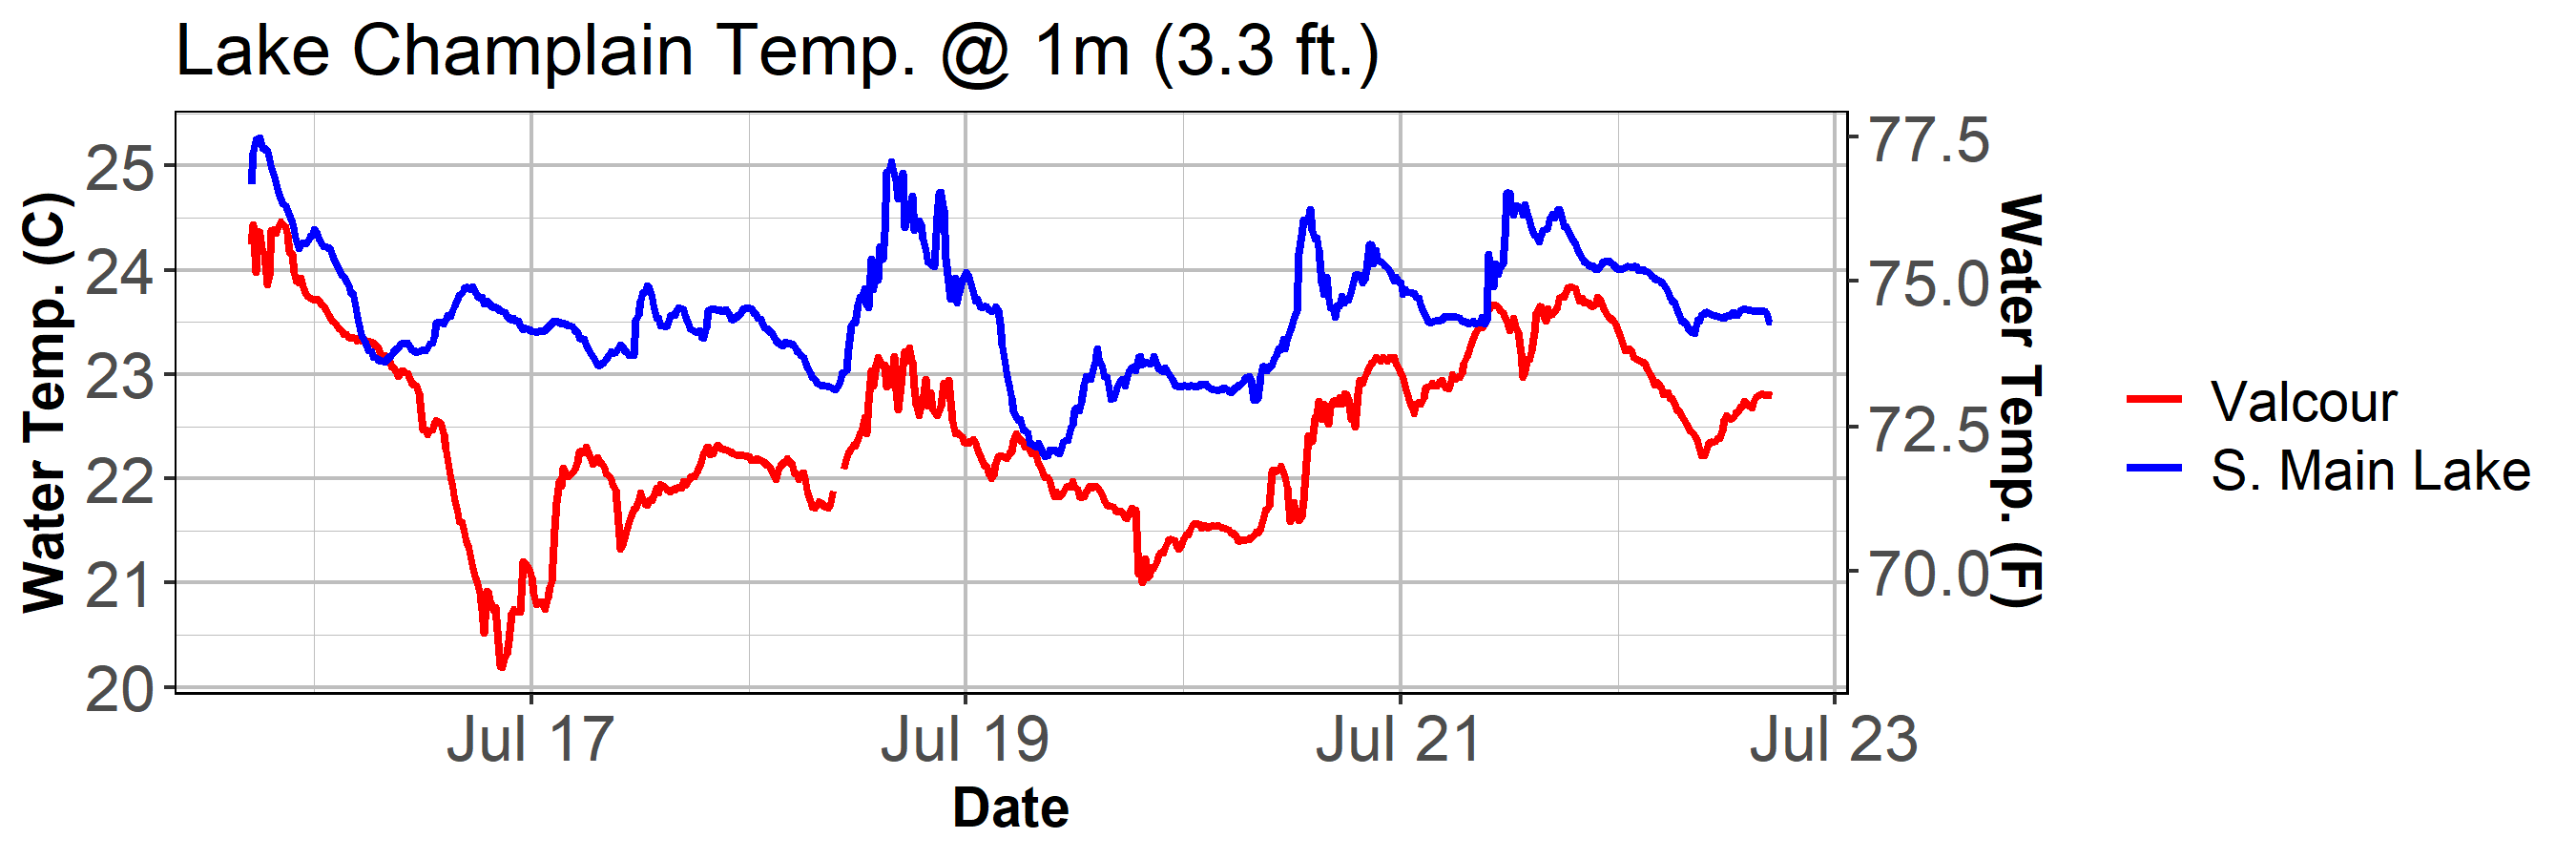 Lake Champlain Temp. @ 1m (3.3 ft.)
Water Temp. (C)
25
24
23
22
21
20
77.5
75.0
72.5
70.0
Water Temp. (F)
Jul 17
Jul 19
Jul 21
Jul 23
Date
Valcour
S. Main Lake